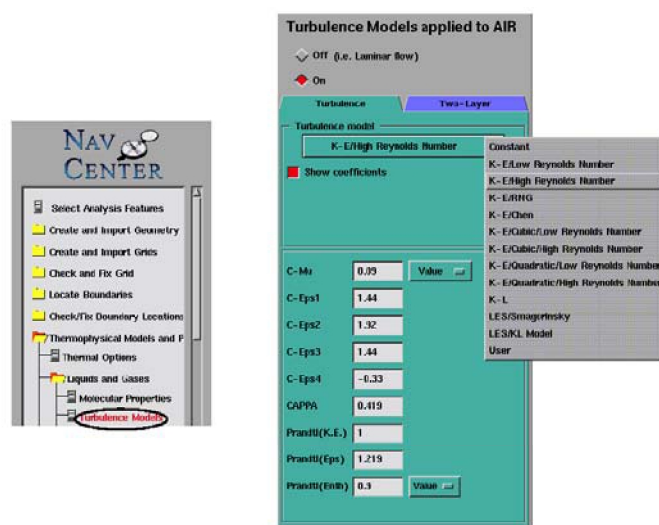 NAV
CENTER
Select Analysis Features
Create and Import Geometry
Create and Import Grids
Check and Fix Grid
Locate Boundaries
Check/Fix Boundary Locations
Thermophysical Models and P
Thermal Options
Liquids and Gases
Molecular Properties
Turbulence Models
Turbulence Models applied to AIR
Off (i.e. Laminar flow)
On
Turbulence
Two-Layer
Turbulence model
K-E/High Reynolds Number
Show coefficients
Constant
K-E/Low Reynolds Number
K-E/High Reynolds Number
K-E/RNG
K-E/Chen
K-E/Cubic/Low Reynolds Number
K-E/Cubic/High Reynolds Number
K-E/Quadratic/Low Reynolds Number
K-E/Quadratic/High Reynolds Number
K-L
LES/Smagorinsky
LES/KL Model
User
C-Mu 0.09 Value
C-Eps1 1.44
C-Eps2 1.92
C-Eps3 1.44
C-Eps4 -0.33
CAPPA 0.419
Prandtl(K.E.) 1
Prandtl(Eps) 1.219
Prandtl(Enth) 0.9 Value